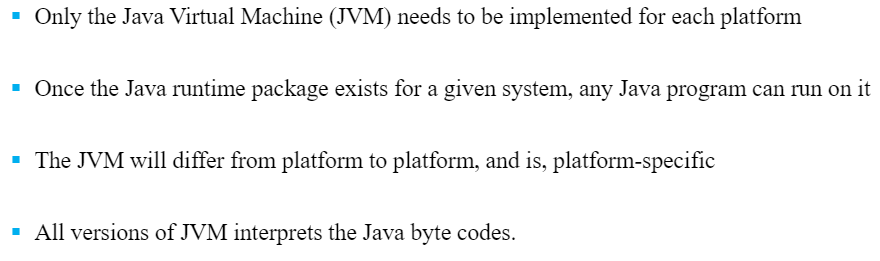 ▪ Only the Java Virtual Machine (JVM) needs to be implemented for each platform
▪ Once the Java runtime package exists for a given system, any Java program can run on it
▪ The JVM will differ from platform to platform, and is, platform-specific
▪ All versions of JVM interprets the Java byte codes.